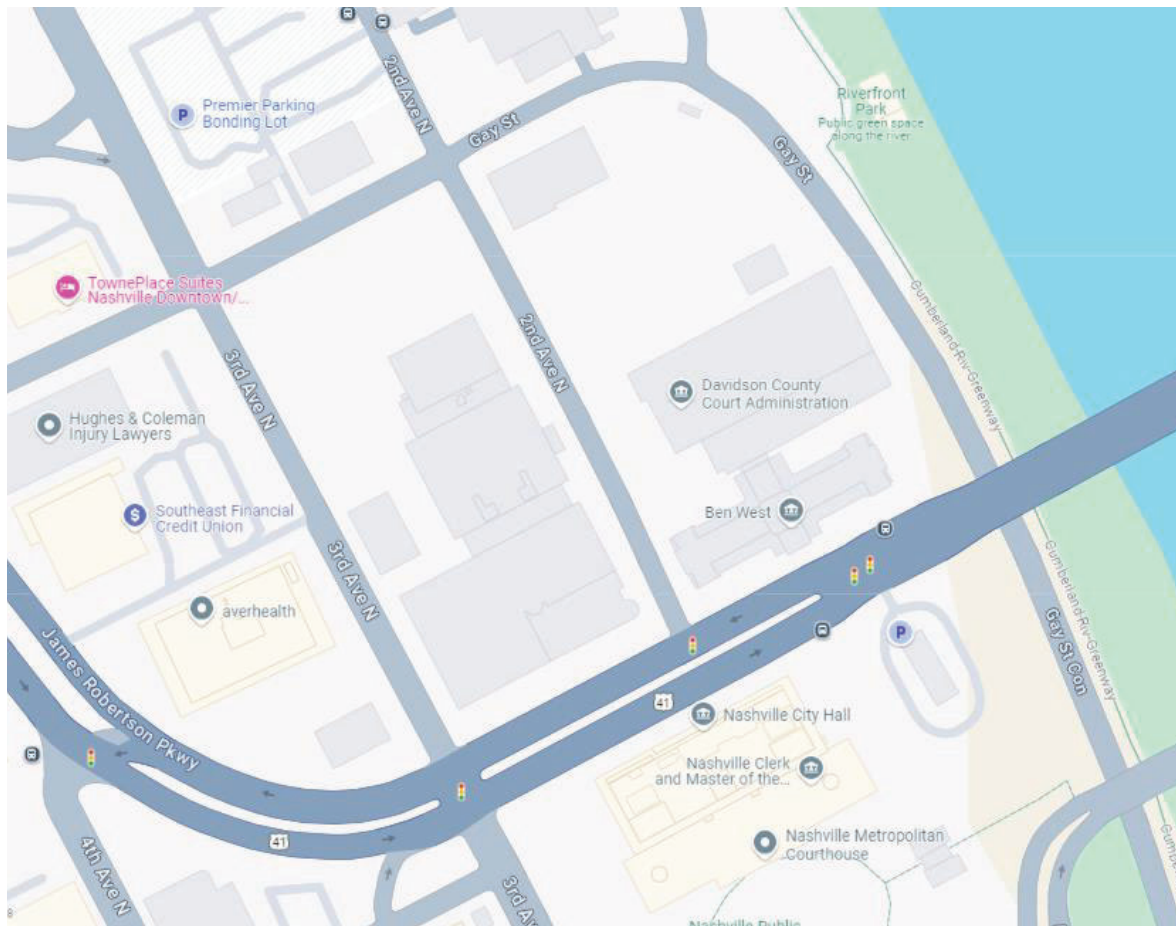 2nd Ave N
Premier Parking
Bonding Lot
P
Gay St
Riverfront
Park
Public green space
along the river
Gay St
TownePlace Suites
Nashville Downtown/...
Cumberland Riv Greenway
2nd Ave N
3rd Ave N
Davidson County
Court Administration
Hughes & Coleman
Injury Lawyers
$
Southeast Financial
Credit Union
Ben West
3rd Ave N
Cumberland Riv Greenway
averhealth
P
Gay St Con
James Robertson Pkwy
41
Nashville City Hall
Nashville Clerk
and Master of the...
41
Nashville Metropolitan
Courthouse
4th Ave N
3rd Av
Cumbe
Nashville Public